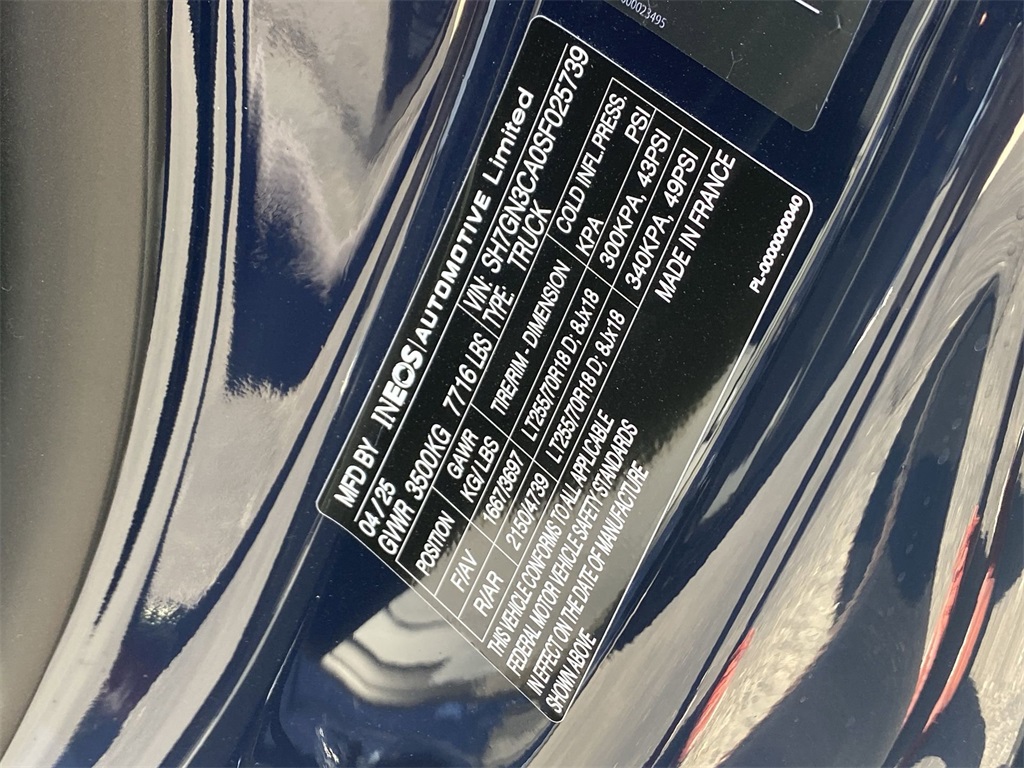 00023495
MFD BY INEOS|AUTOMOTIVE Limited
04/25 VIN: SH7GN3CA0SF025739
GVWR 3500KG 7716 LBS TYPE: TRUCK
POSITION GAWR KG/LBS TIRE/RIM - DIMENSION COLD INFL.PRESS. KPA PSI
F/AV 1667/3697 LT255/70R18 D; 8Jx18 300KPA, 43PSI
R/AR 2150/4739 LT255/70R18 D; 8Jx18 340KPA, 49PSI
THIS VEHICLE CONFORMS TO ALL APPLICABLE MADE IN FRANCE
FEDERAL MOTOR VEHICLE SAFETY STANDARDS
IN EFFECT ON THE DATE OF MANUFACTURE
SHOWN ABOVE PL-0000000040